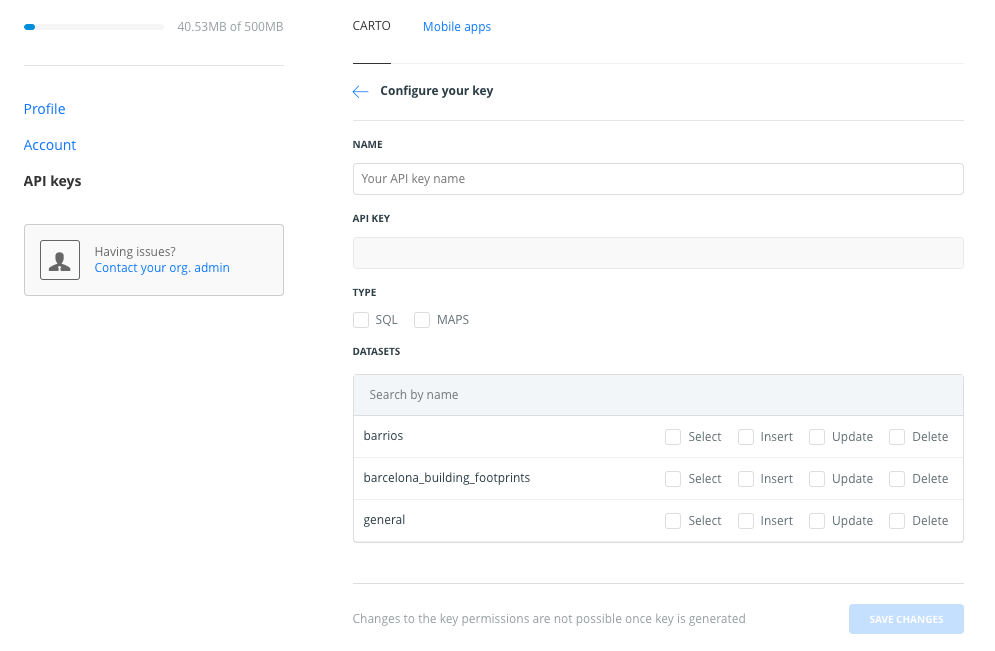 40.53MB of 500MB
CARTO Mobile apps
Profile
Account
API keys
Having issues?
Contact your org. admin
Configure your key
NAME
Your API key name
API KEY
TYPE
SQL MAPS
DATASETS
Search by name
barrios Select Insert Update Delete
barcelona_building_footprints Select Insert Update Delete
general Select Insert Update Delete
Changes to the key permissions are not possible once key is generated
SAVE CHANGES